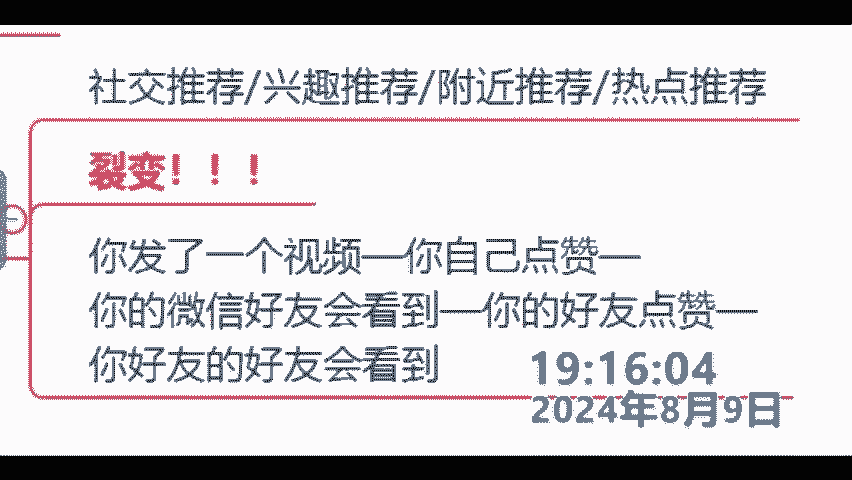 社交推荐/兴趣推荐/附近推荐/热点推荐
裂变！！！
你发了一个视频—你自己点赞—
你的微信好友会看到—你的好友点赞—
你好友的好友会看到
19:16:04
2024年8月9日